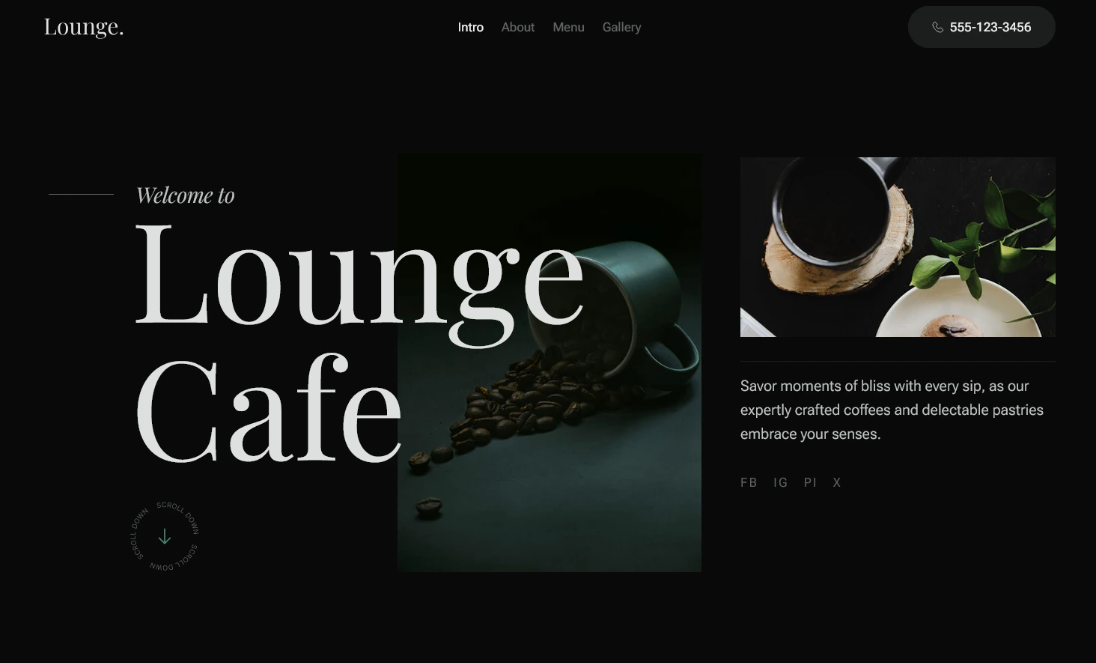 Lounge.
Intro About Menu Gallery
555-123-3456
Welcome to
Lounge
Cafe
Savor moments of bliss with every sip, as our
expertly crafted coffees and delectable pastries
embrace your senses.
FB IG PI X
SCROLL DOWN SCROLL DOWN SCROLL DOWN SCROLL DOWN